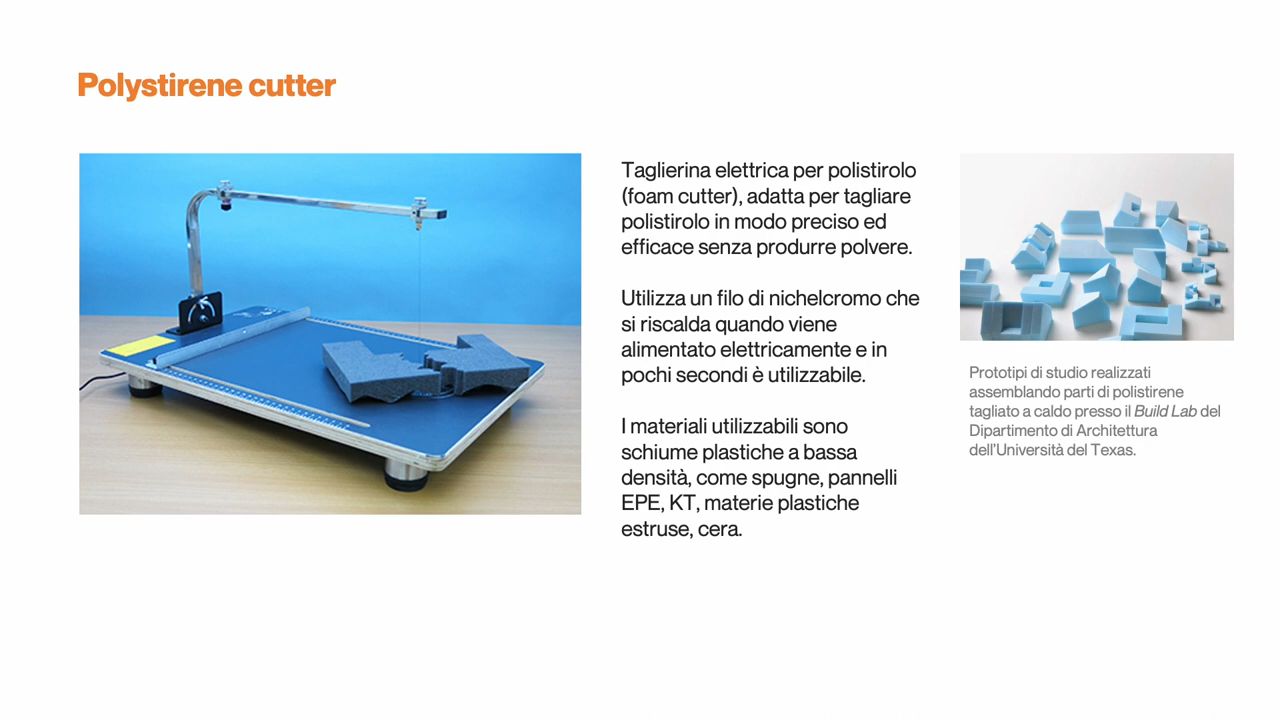 Polystirene cutter
Taglierina elettrica per polistirolo
(foam cutter), adatta per tagliare
polistirolo in modo preciso ed
efficace senza produrre polvere.
Utilizza un filo di nichelcromo che
si riscalda quando viene
alimentato elettricamente e in
pochi secondi è utilizzabile.
I materiali utilizzabili sono
schiume plastiche a bassa
densità, come spugne, pannelli
EPE, KT, materie plastiche
estruse, cera.
Prototipi di studio realizzati
assemblando parti di polistirene
tagliato a caldo presso il Build Lab del
Dipartimento di Architettura
dell’Università del Texas.